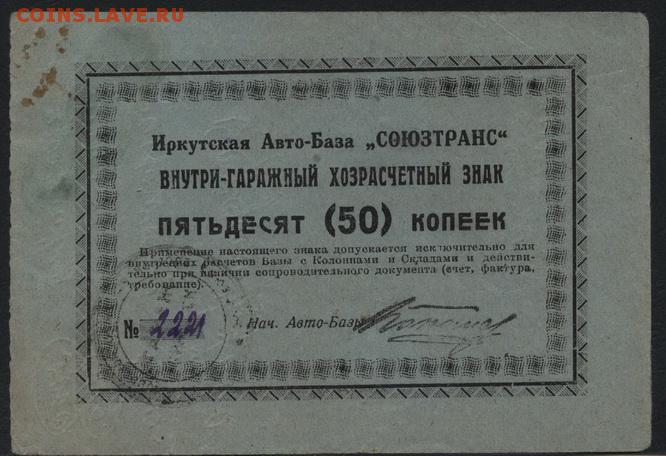 COINS.LAVE.RU
Иркутская Авто-База „СОЮЗТРАНС“
ВНУТРИ-ГАРАЖНЫЙ ХОЗРАСЧЕТНЫЙ ЗНАК
ПЯТЬДЕСЯТ (50) КОПЕЕК
Применение настоящего знака допускается исключительно для
внутренних расчетов Базы с Колоннами и Складами и действи-
тельно при наличии сопроводительного документа (счет, фактура,
требование).
№ 2221 Нач. Авто-Базы